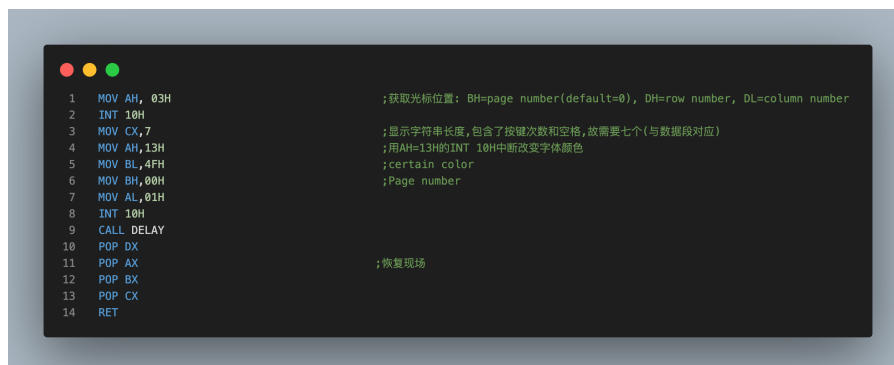 1 MOV AH, 03H ;获取光标位置: BH=page number(default=0), DH=row number, DL=column number
2 INT 10H
3 MOV CX,7 ;显示字符串长度,包含了按键次数和空格,故需要七个(与数据段对应)
4 MOV AH,13H ;用AH=13H的INT 10H中断改变字体颜色
5 MOV BL,4FH ;certain color
6 MOV BH,00H ;Page number
7 MOV AL,01H
8 INT 10H
9 CALL DELAY
10 POP DX
11 POP AX ;恢复现场
12 POP BX
13 POP CX
14 RET